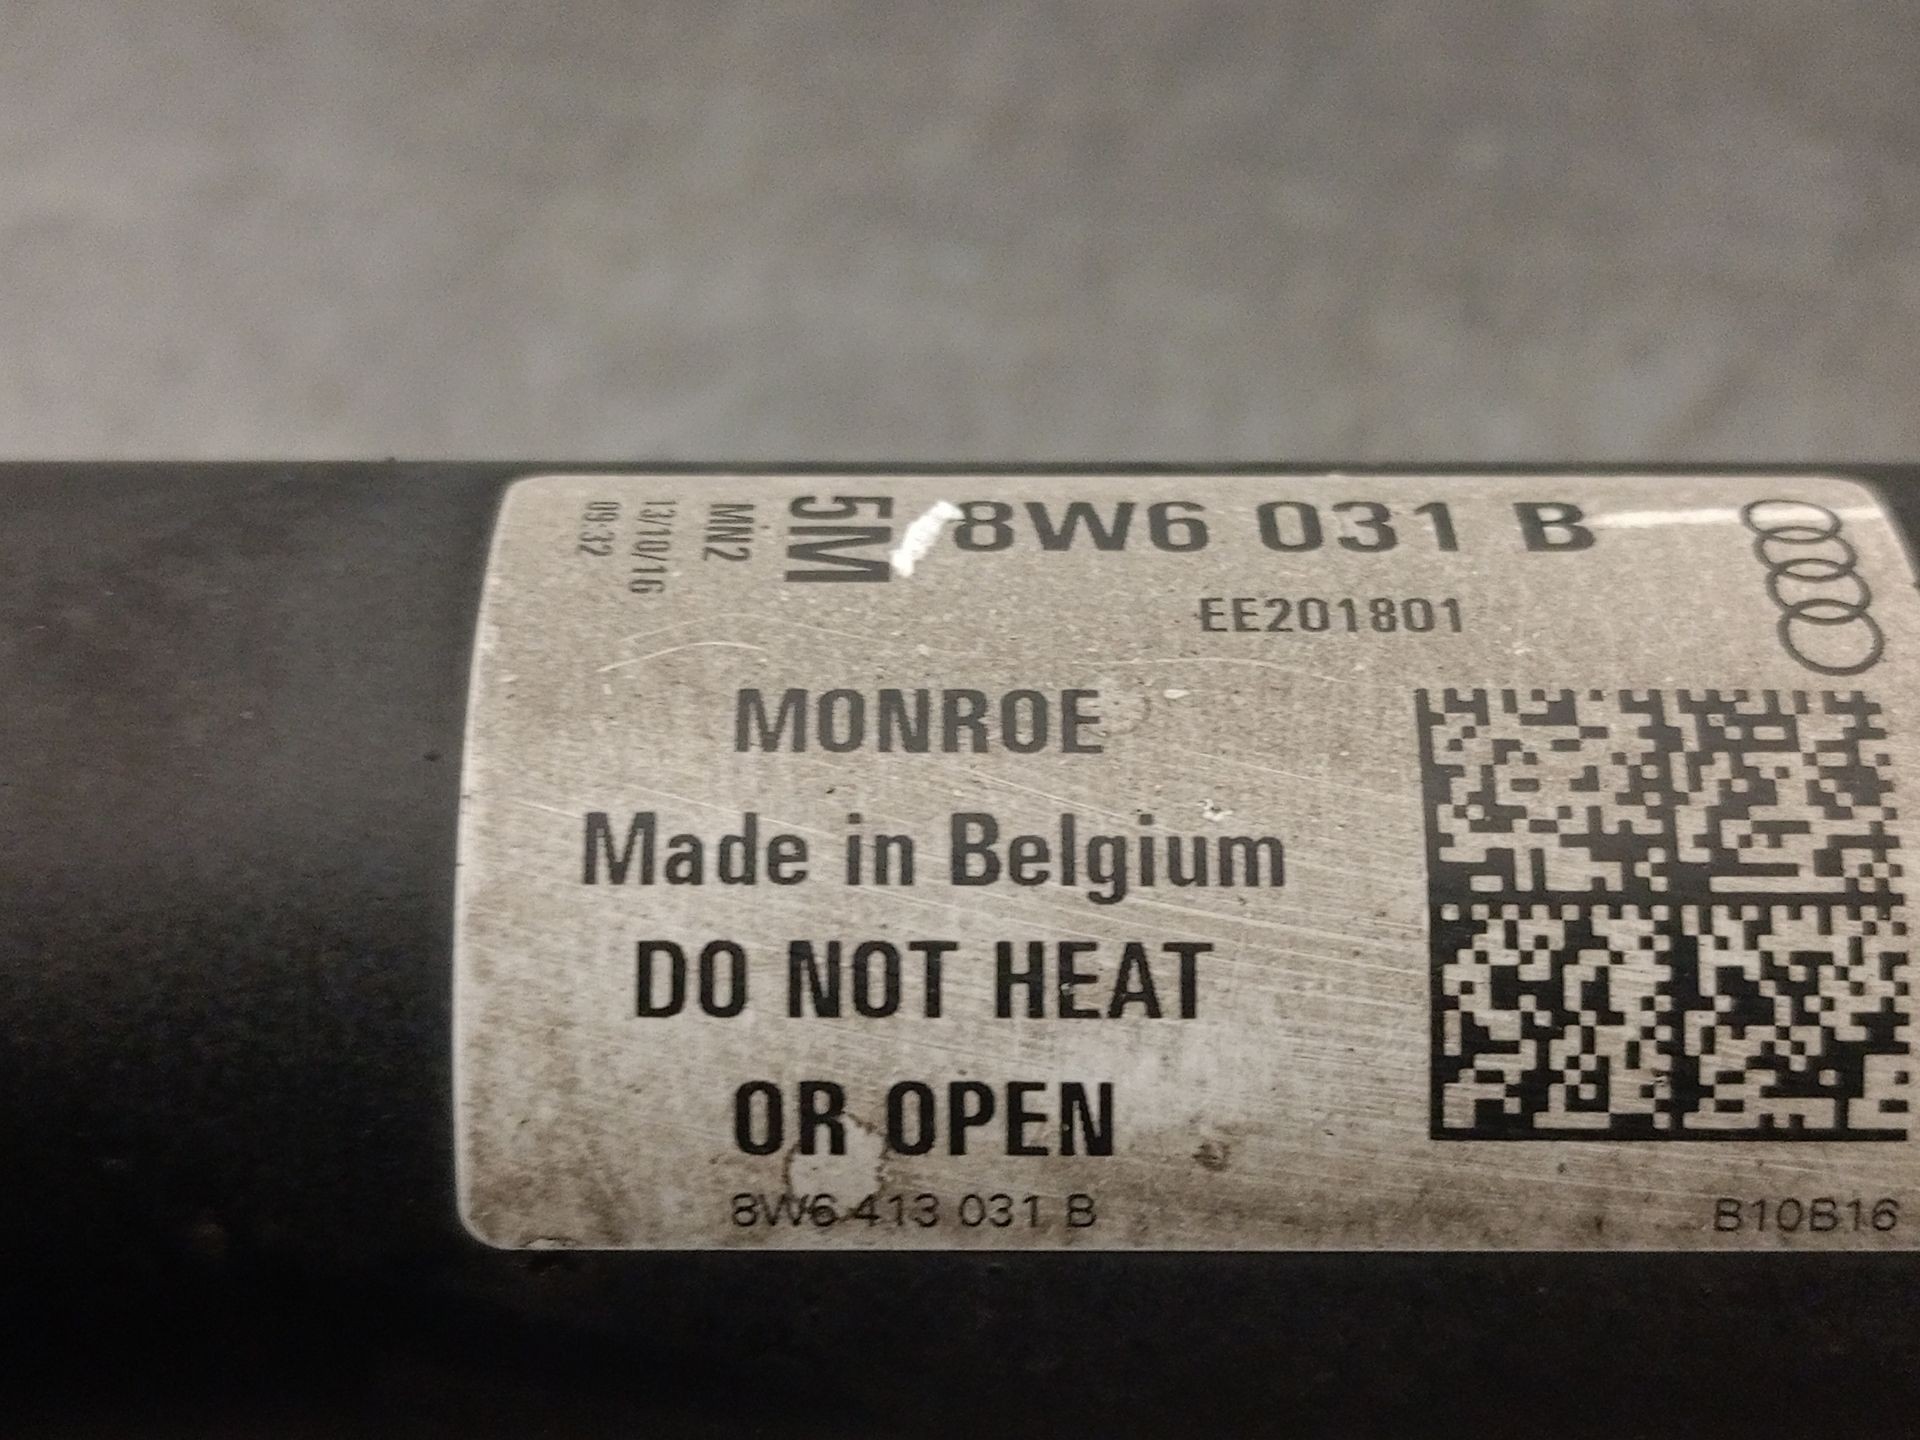 8W6 031 B
5M
MN2
13/10/16
09:32
EE201801
MONROE
Made in Belgium
DO NOT HEAT
OR OPEN
8W6 413 031 B
B10B16